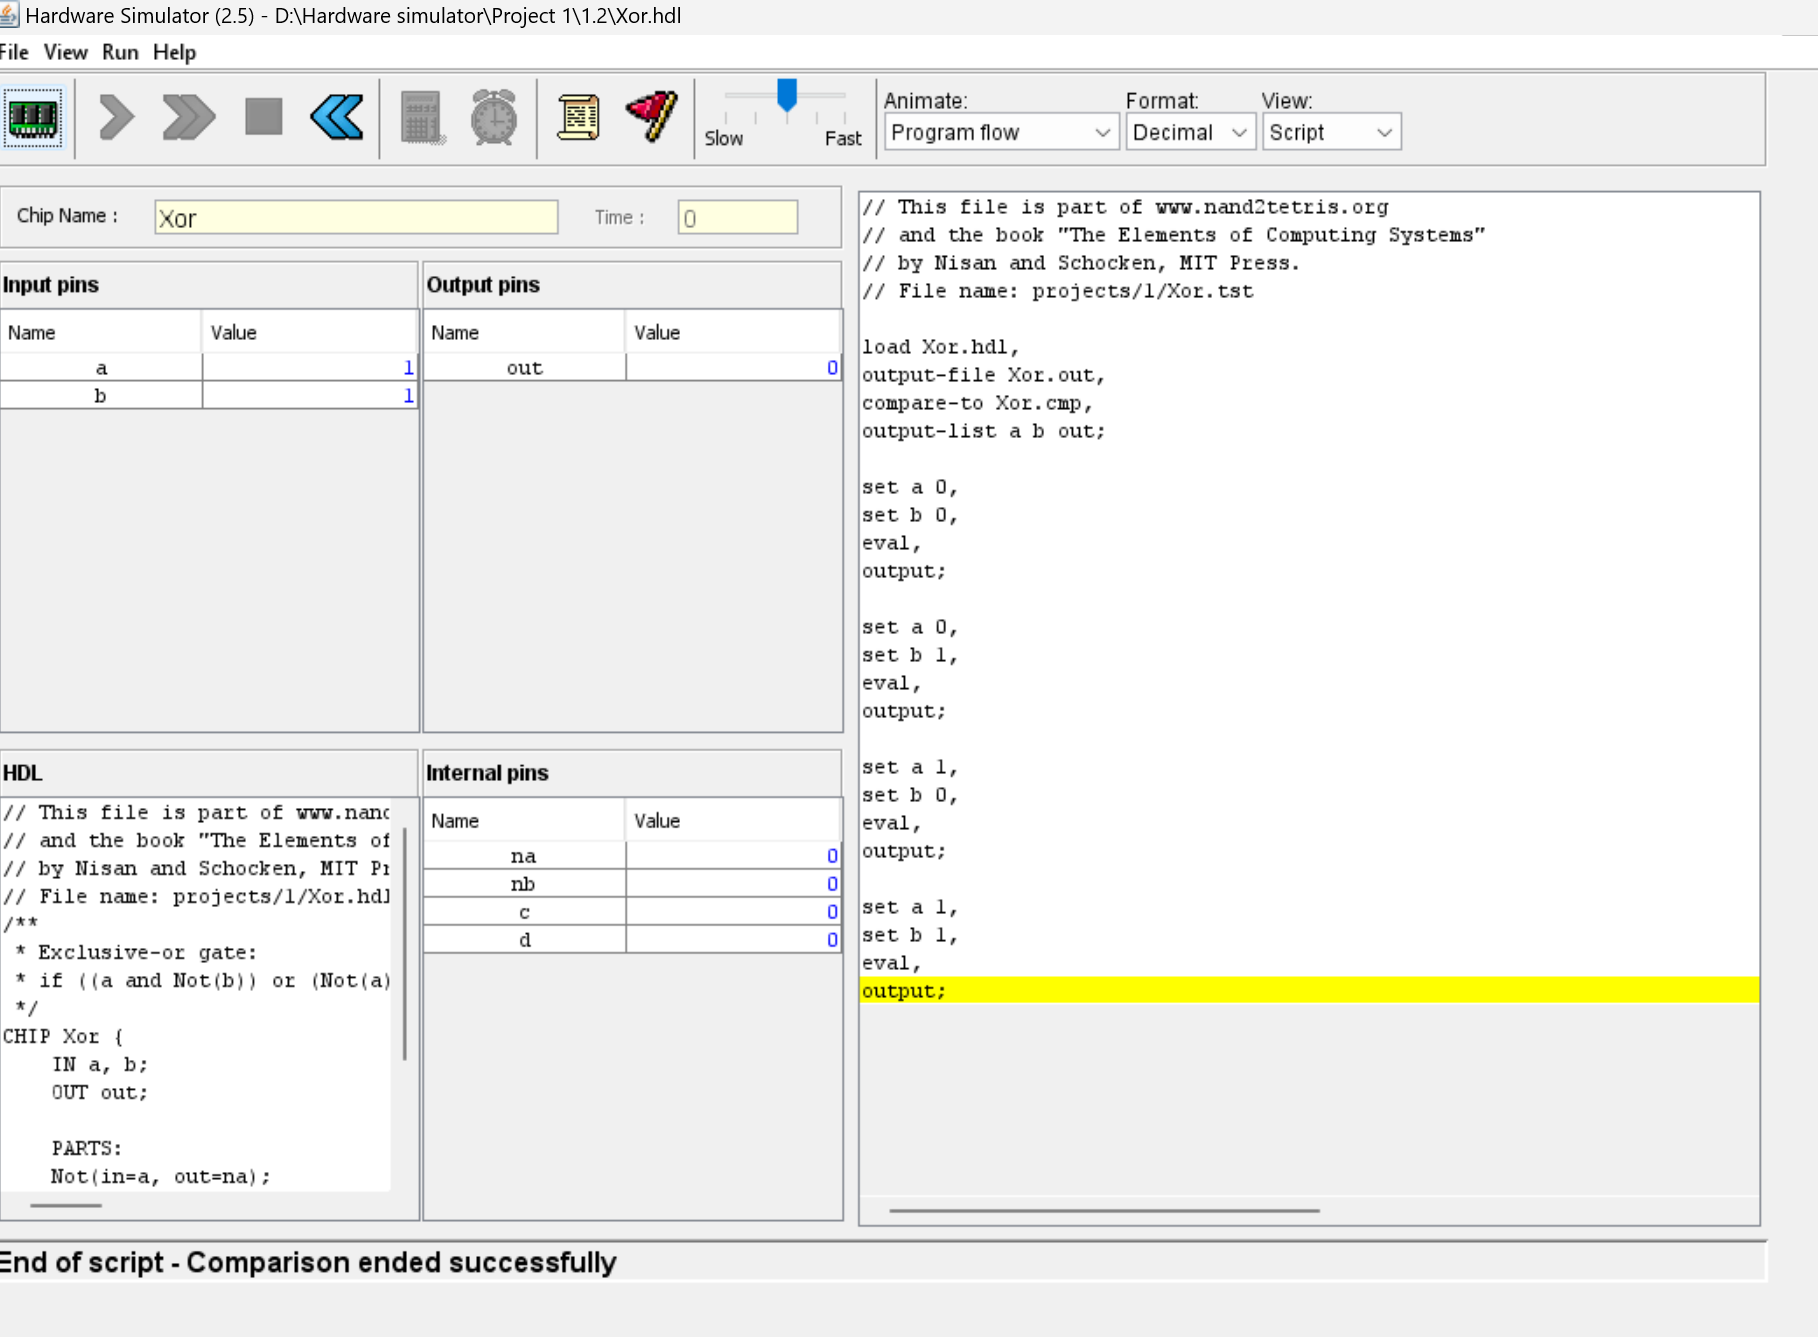 Hardware Simulator (2.5) - D:\Hardware simulator\Project 1\1.2\Xor.hdl
File View Run Help
Slow Fast
Animate: Format: View:
Program flow Decimal Script
Chip Name : Xor Time : 0
Input pins
Name Value
a 1
b 1
Output pins
Name Value
out 0
HDL
// This file is part of www.nand
// and the book "The Elements of
// by Nisan and Schocken, MIT Pr
// File name: projects/1/Xor.hdl
/**
* Exclusive-or gate:
* if ((a and Not(b)) or (Not(a)
*/
CHIP Xor {
IN a, b;
OUT out;
PARTS:
Not(in=a, out=na);
Internal pins
Name Value
na 0
nb 0
c 0
d 0
// This file is part of www.nand2tetris.org
// and the book "The Elements of Computing Systems"
// by Nisan and Schocken, MIT Press.
// File name: projects/1/Xor.tst
load Xor.hdl,
output-file Xor.out,
compare-to Xor.cmp,
output-list a b out;
set a 0,
set b 0,
eval,
output;
set a 0,
set b 1,
eval,
output;
set a 1,
set b 0,
eval,
output;
set a 1,
set b 1,
eval,
output;
End of script - Comparison ended successfully